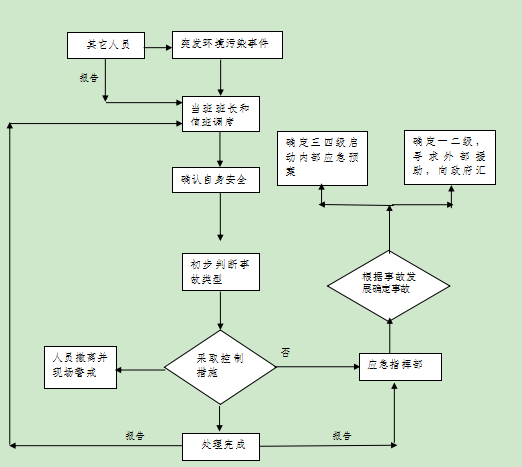 其它人员
突发环境污染事件
报告
当班班长和
值班调度
确定三四级启
动内部应急预
案
确定一二级，
寻求外部援
助，向政府汇
确认自身安全
初步判断事
故类型
根据事故发
展确定事故
人员撤离并
现场警戒
采取控制
措施
否
应急指挥部
报告
处理完成
报告